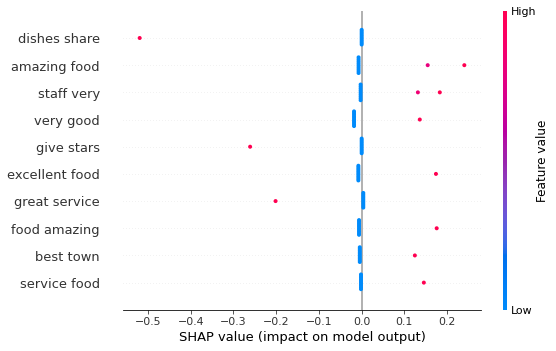 High
dishes share
amazing food
staff very
very good
give stars
excellent food
great service
food amazing
best town
service food
Feature value
Low
−0.5 −0.4 −0.3 −0.2 −0.1 0.0 0.1 0.2
SHAP value (impact on model output)